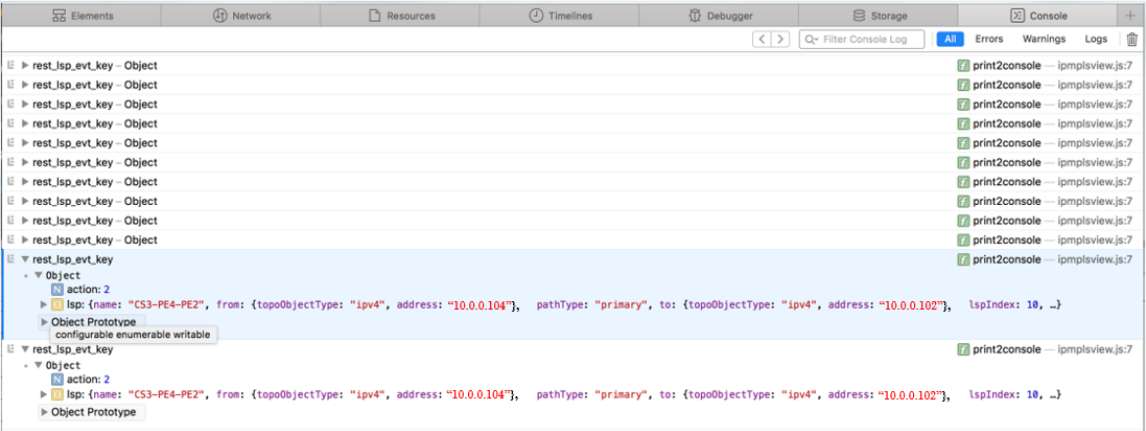 Elements Network Resources Timelines Debugger Storage Console +
< > Filter Console Log All Errors Warnings Logs
E ▶ rest_lsp_evt_key – Object f print2console — ipmplsview.js:7
E ▶ rest_lsp_evt_key – Object f print2console — ipmplsview.js:7
E ▶ rest_lsp_evt_key – Object f print2console — ipmplsview.js:7
E ▶ rest_lsp_evt_key – Object f print2console — ipmplsview.js:7
E ▶ rest_lsp_evt_key – Object f print2console — ipmplsview.js:7
E ▶ rest_lsp_evt_key – Object f print2console — ipmplsview.js:7
E ▶ rest_lsp_evt_key – Object f print2console — ipmplsview.js:7
E ▶ rest_lsp_evt_key – Object f print2console — ipmplsview.js:7
E ▶ rest_lsp_evt_key – Object f print2console — ipmplsview.js:7
E ▶ rest_lsp_evt_key – Object f print2console — ipmplsview.js:7
E ▼ rest_lsp_evt_key f print2console — ipmplsview.js:7
▼ Object
N action: 2
▶ O lsp: {name: "CS3-PE4-PE2", from: {topoObjectType: "ipv4", address: “10.0.0.104”}, pathType: "primary", to: {topoObjectType: "ipv4", address: “10.0.0.102”}, lspIndex: 10, …}
▶ Object Prototype
configurable enumerable writable
E ▼ rest_lsp_evt_key f print2console — ipmplsview.js:7
▼ Object
N action: 2
▶ O lsp: {name: "CS3-PE4-PE2", from: {topoObjectType: "ipv4", address: “10.0.0.104”}, pathType: "primary", to: {topoObjectType: "ipv4", address: “10.0.0.102”}, lspIndex: 10, …}
▶ Object Prototype